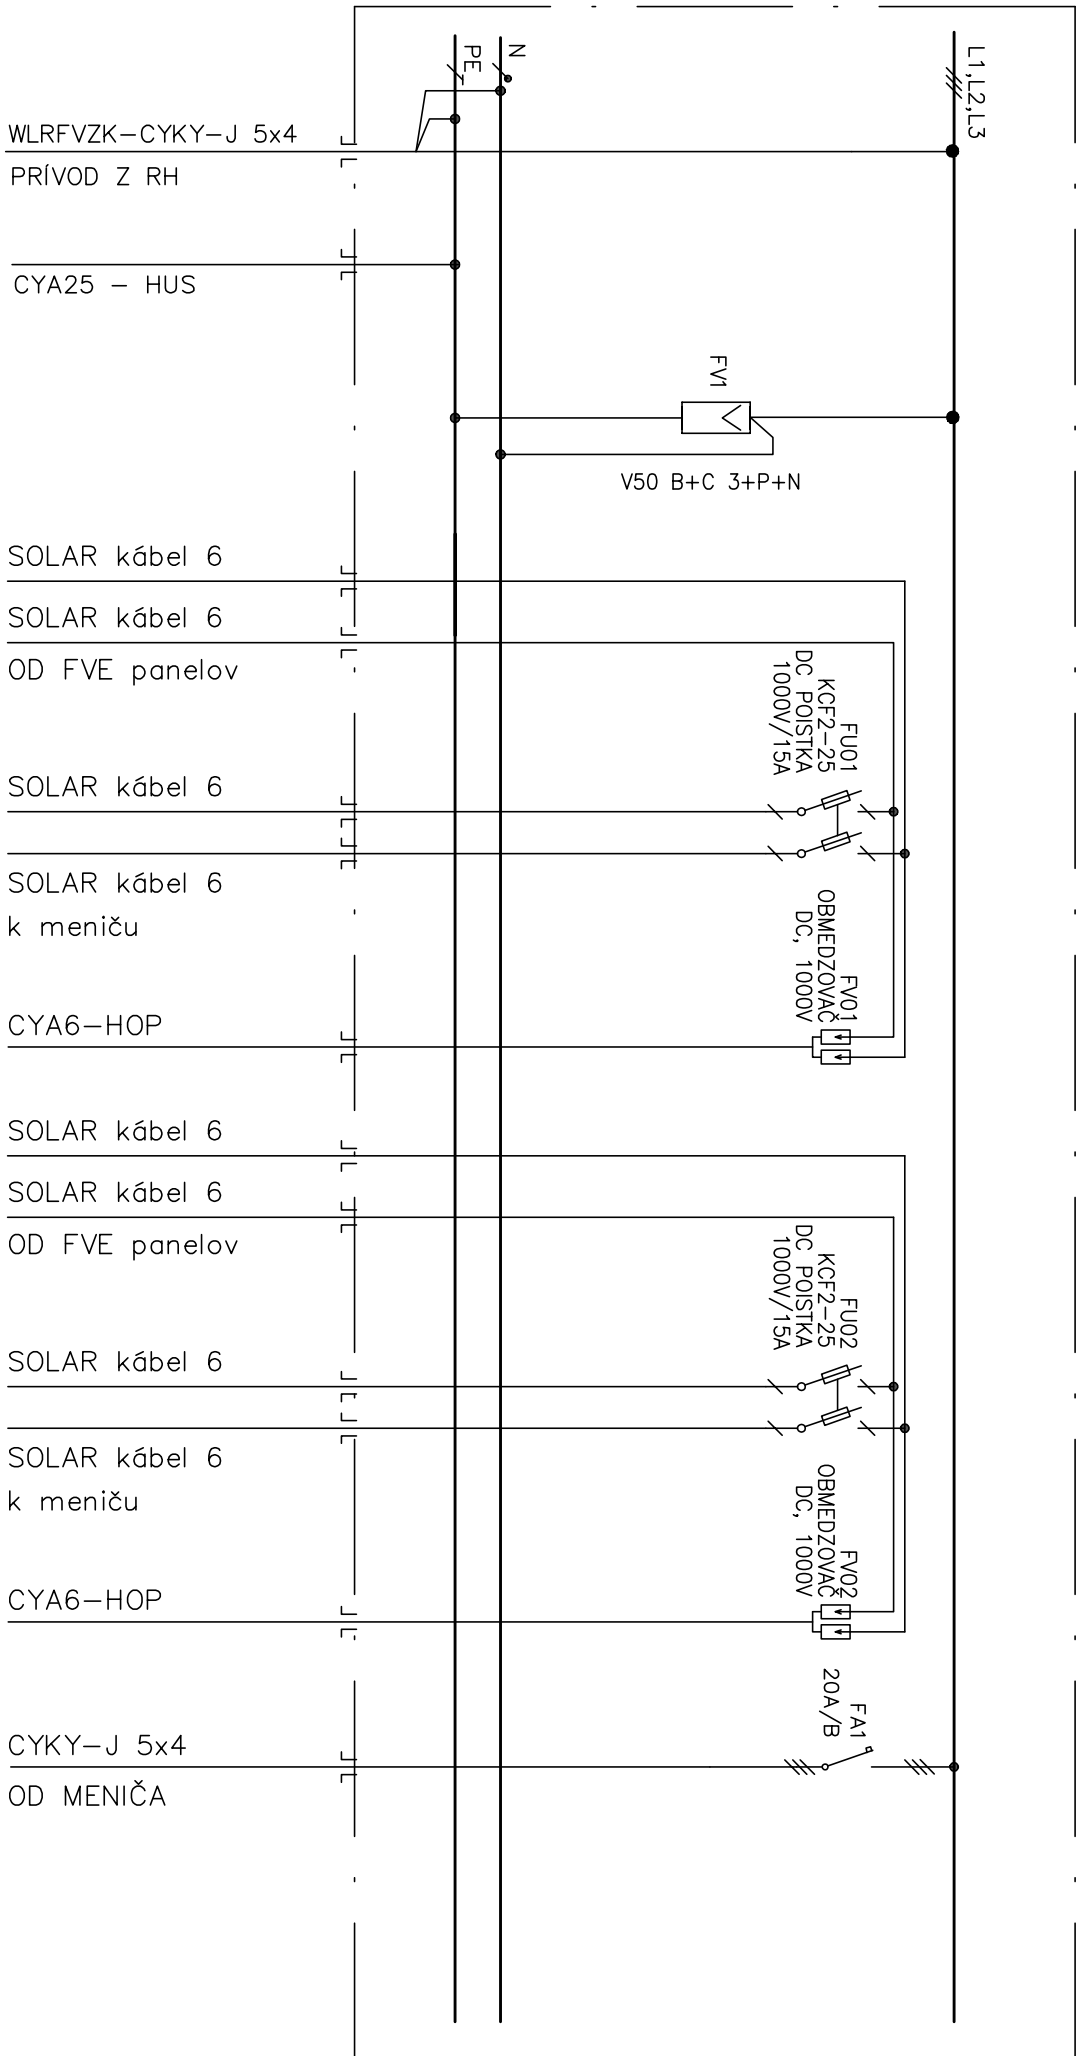 PE
N
L1,L2,L3
WLRFVZK-CYKY-J 5x4
PRÍVOD Z RH
CYA25 - HUS
FV1
V50 B+C 3+P+N
SOLAR kábel 6
SOLAR kábel 6
OD FVE panelov
FU01
KCF2-25
DC POISTKA
1000V/15A
SOLAR kábel 6
SOLAR kábel 6
k meniču
FV01
OBMEDZOVAČ
DC, 1000V
CYA6-HOP
SOLAR kábel 6
SOLAR kábel 6
OD FVE panelov
FU02
KCF2-25
DC POISTKA
1000V/15A
SOLAR kábel 6
SOLAR kábel 6
k meniču
FV02
OBMEDZOVAČ
DC, 1000V
CYA6-HOP
FA1
20A/B
CYKY-J 5x4
OD MENIČA